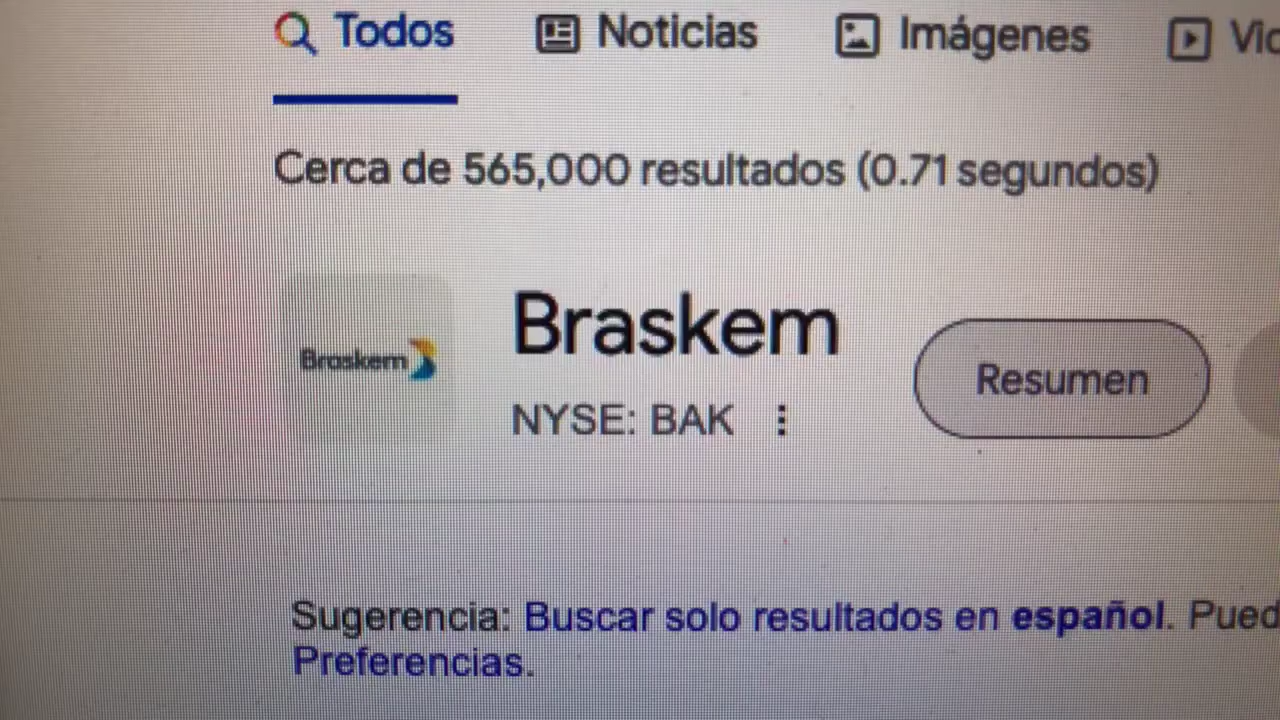 Todos Noticias Imágenes
Cerca de 565,000 resultados (0.71 segundos)
Braskem
Braskem
NYSE: BAK
Resumen
Sugerencia: Buscar solo resultados en español. Pued
Preferencias.